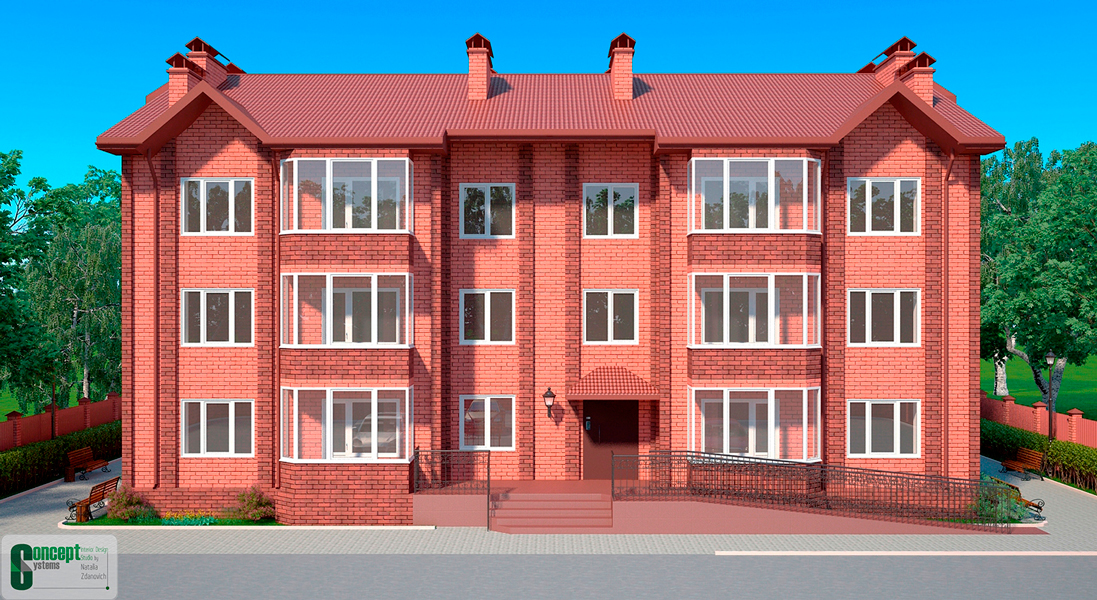 Concept
Systems
Interior Design
Studio by
Natalia
Zdanovich